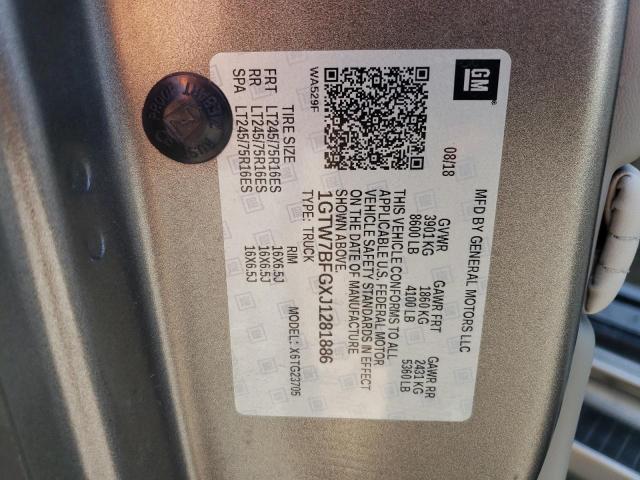 GM
MFD BY GENERAL MOTORS LLC
08/18
GVWR GAWR FRT GAWR RR
3901 KG 1860 KG 2431 KG
8600 LB 4100 LB 5360 LB
THIS VEHICLE CONFORMS TO ALL
APPLICABLE U.S. FEDERAL MOTOR
VEHICLE SAFETY STANDARDS IN EFFECT
ON THE DATE OF MANUFACTURE
SHOWN ABOVE.
1GTW7BFGXJ1281886
TYPE: TRUCK
WA529F
MODEL: X6TG23705
TIRE SIZE RIM
FRT LT245/75R16ES 16X6.5J
RR LT245/75R16ES 16X6.5J
SPA LT245/75R16ES 16X6.5J